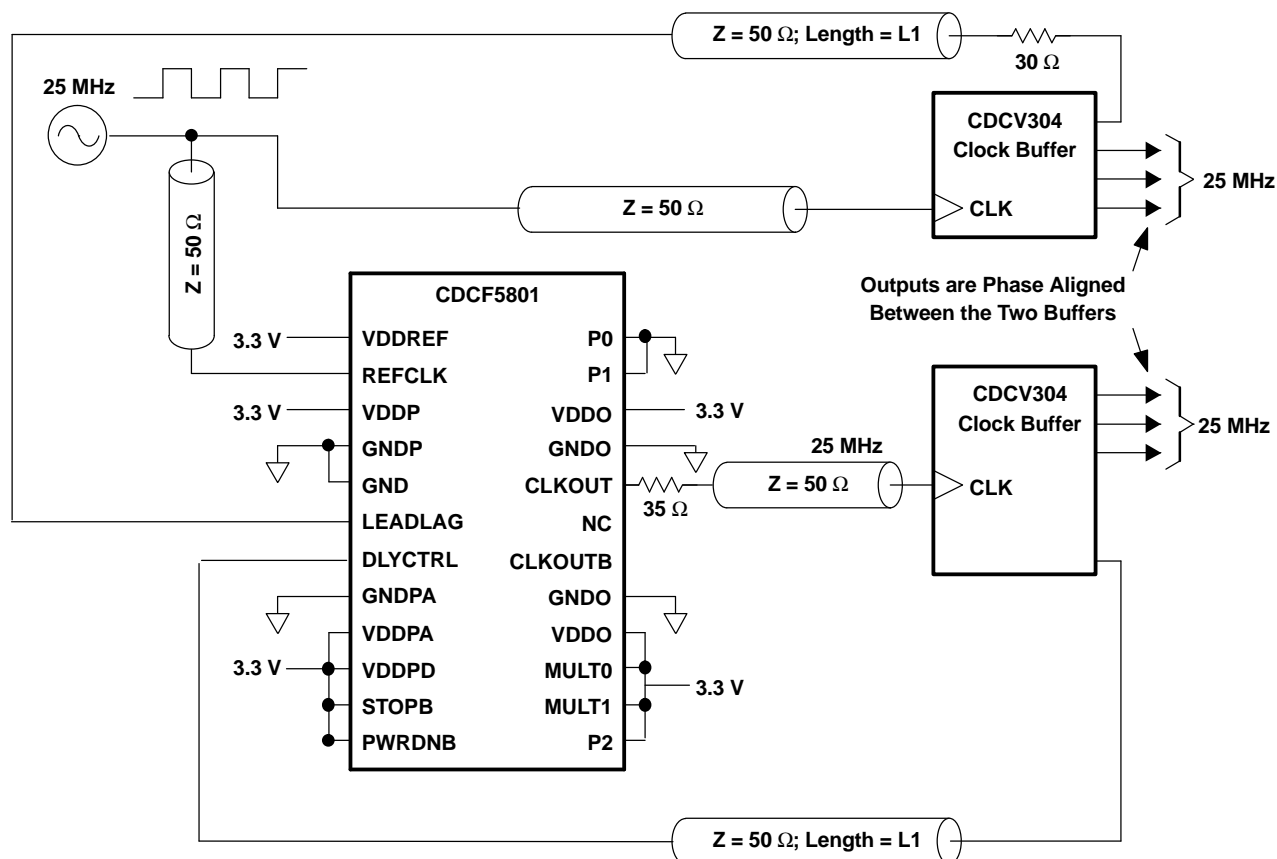 Z = 50 Ω; Length = L1
30 Ω
25 MHz
CDCV304
Clock Buffer
CLK
25 MHz
Z = 50 Ω
Z = 50 Ω
Outputs are Phase Aligned
Between the Two Buffers
CDCF5801
3.3 V
VDDREF
REFCLK
3.3 V
VDDP
GNDP
GND
LEADLAG
DLYCTRL
GNDPA
VDDPA
3.3 V
VDDPD
STOPB
PWRDNB
P0
P1
VDDO
3.3 V
GNDO
CLKOUT
NC
CLKOUTB
GNDO
VDDO
MULT0
MULT1
P2
3.3 V
35 Ω
25 MHz
Z = 50 Ω
CDCV304
Clock Buffer
CLK
25 MHz
Z = 50 Ω; Length = L1